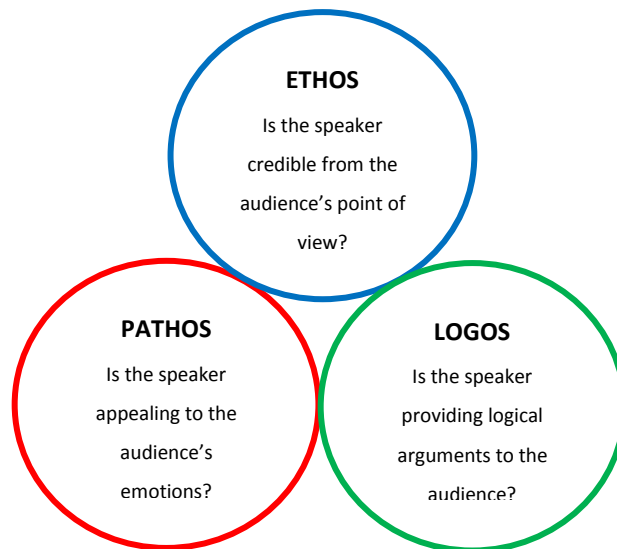 ETHOS
Is the speaker
credible from the
audience’s point of
view?
PATHOS
Is the speaker
appealing to the
audience’s
emotions?
LOGOS
Is the speaker
providing logical
arguments to the
audience?